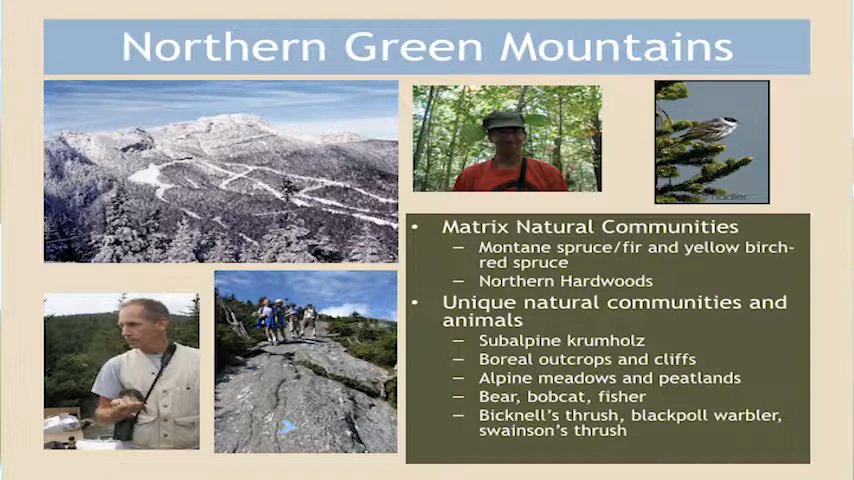 Northern Green Mountains
• Matrix Natural Communities
– Montane spruce/fir and yellow birch-
red spruce
– Northern Hardwoods
• Unique natural communities and
animals
– Subalpine krumholz
– Boreal outcrops and cliffs
– Alpine meadows and peatlands
– Bear, bobcat, fisher
– Bicknell's thrush, blackpoll warbler,
swainson's thrush